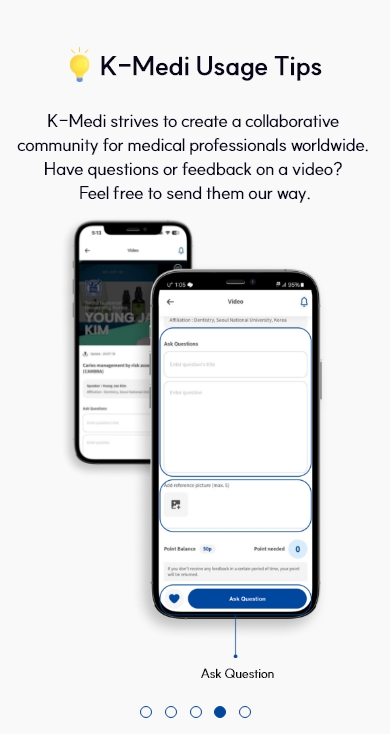 K-Medi Usage Tips
K-Medi strives to create a collaborative
community for medical professionals worldwide.
Have questions or feedback on a video?
Feel free to send them our way.
5:13
Video
YOUNG JA
KIM
Caries management by risk asse
(CAMBRA)
Speaker : Young Jae Kim
Affiliation : Dentistry, Seoul National Univer
Ask Questions
Enter question title
Enter question
1:05
95%
Video
Affiliation : Dentistry, Seoul National University, Korea
Ask Questions
Enter question title
Enter question
Add reference picture (max. 5)
Point Balance 50p Point needed 0
If you don't receive any feedback in a certain period of time, your point
will be returned.
Ask Question
Ask Question